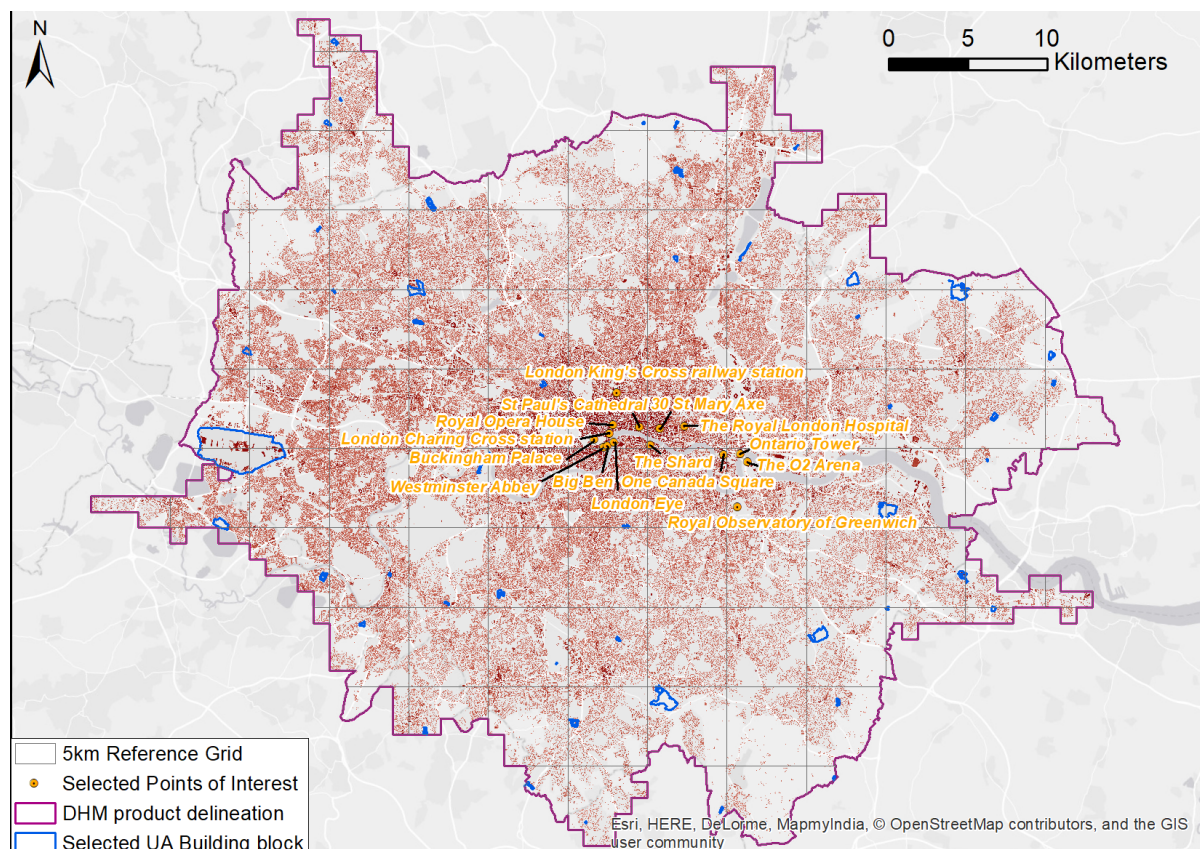 N
0 5 10
Kilometers
London King's Cross railway station
St Paul's Cathedral 30 St Mary Axe
Royal Opera House
The Royal London Hospital
London Charing Cross station
Ontario Tower
Buckingham Palace
The Shard
The O2 Arena
Westminster Abbey
Big Ben
One Canada Square
London Eye
Royal Observatory of Greenwich
5km Reference Grid
Selected Points of Interest
DHM product delineation
Selected UA Building block
Esri, HERE, DeLorme, MapmyIndia, © OpenStreetMap contributors, and the GIS
user community